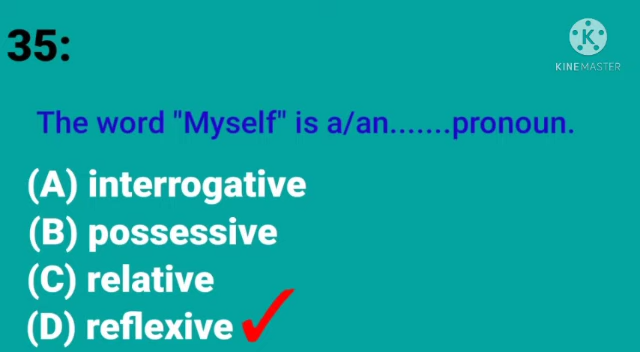 35:
KINEMASTER
The word "Myself" is a/an.......pronoun.
(A) interrogative
(B) possessive
(C) relative
(D) reflexive